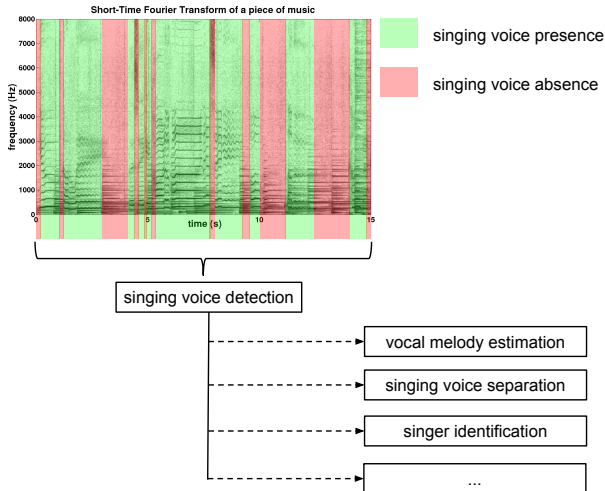 Short-Time Fourier Transform of a piece of music
8000
7000
6000
5000
4000
3000
2000
1000
0
frequency (Hz)
0
5
10
15
time (s)
singing voice presence
singing voice absence
singing voice detection
vocal melody estimation
singing voice separation
singer identification
...